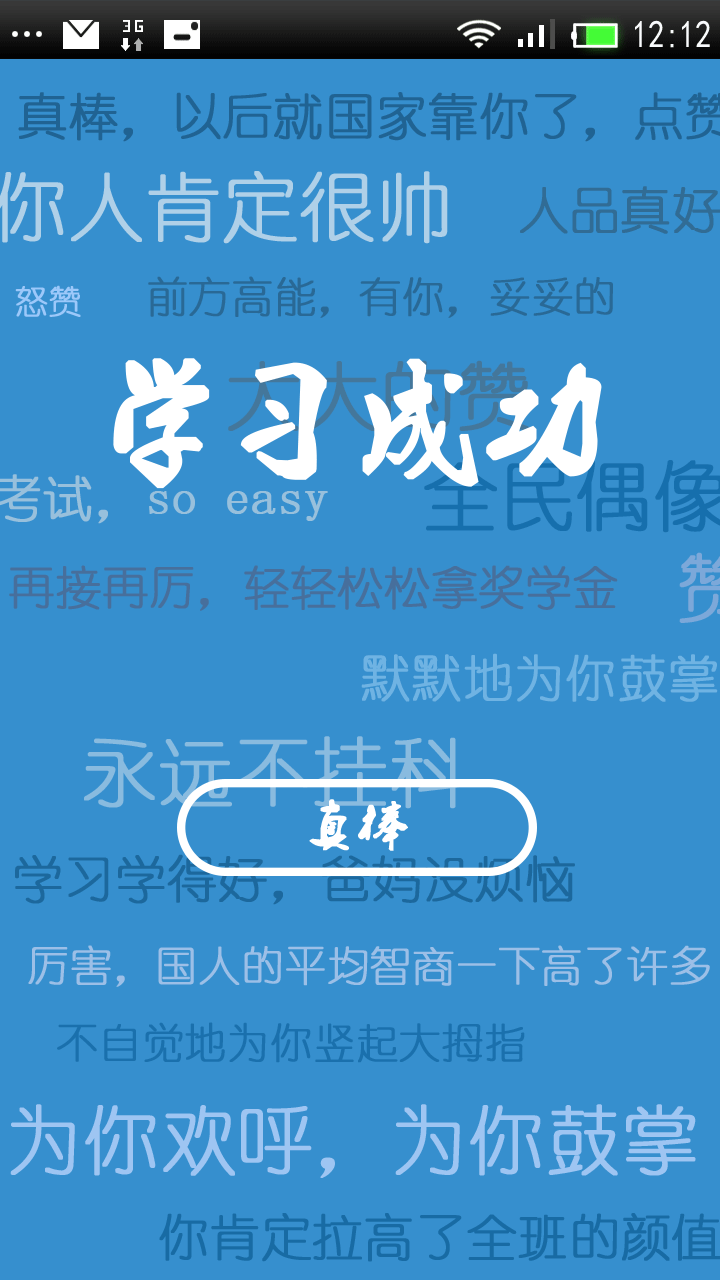 3G
12:12
真棒，以后就国家靠你了，点赞
你人肯定很帅
人品真好
怒赞
前方高能，有你，妥妥的
大大的赞
学习成功
考试，so easy
全民偶像
再接再厉，轻轻松松拿奖学金
赞
默默地为你鼓掌
永远不挂科
真棒
学习学得好，爸妈没烦恼
厉害，国人的平均智商一下高了许多
不自觉地为你竖起大拇指
为你欢呼，为你鼓掌
你肯定拉高了全班的颜值